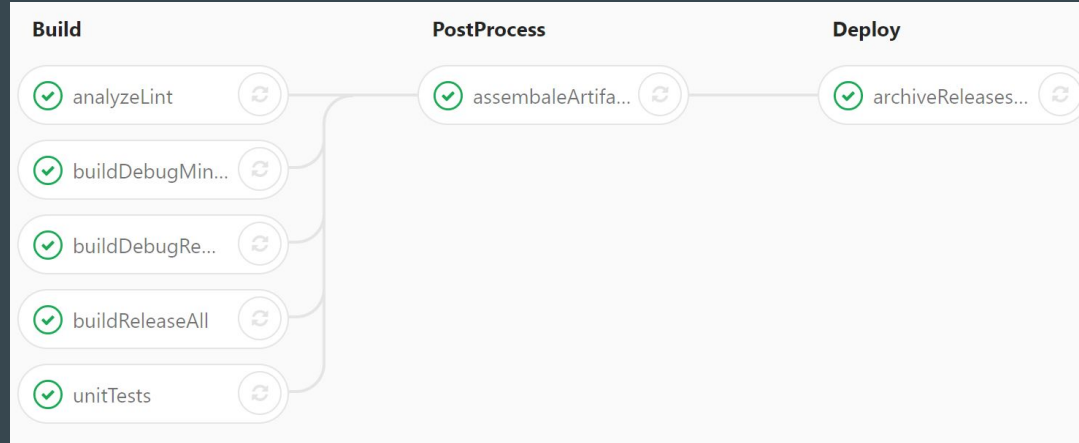 Build
PostProcess
Deploy
analyzeLint
assembaleArtifa...
archiveReleases...
buildDebugMin...
buildDebugRe...
buildReleaseAll
unitTests